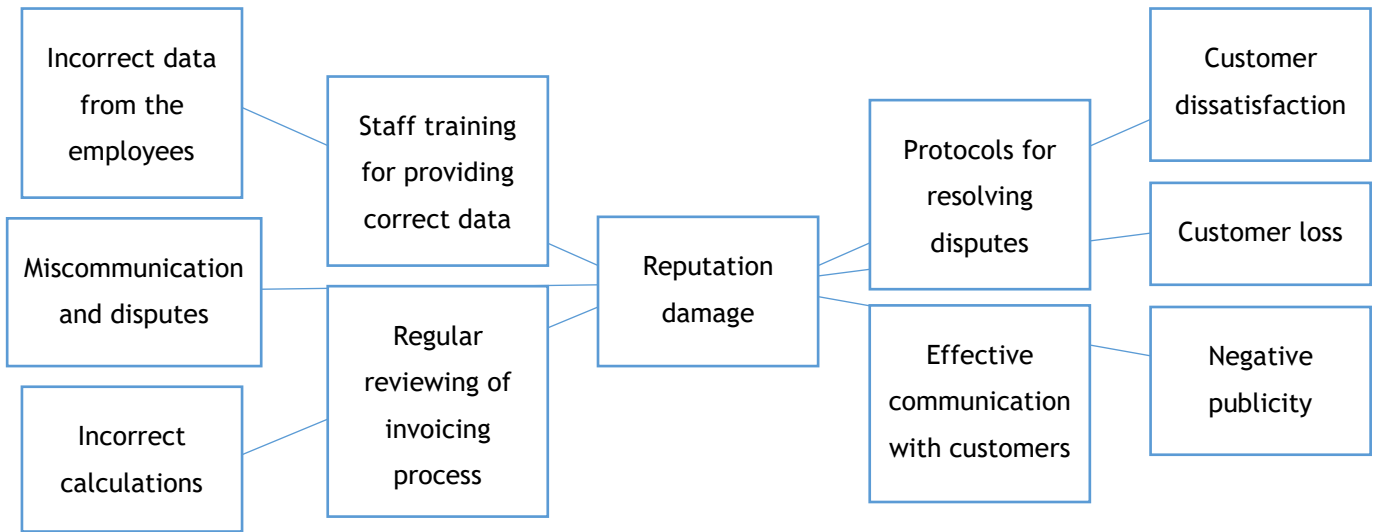 Incorrect data
from the
employees
Miscommunication
and disputes
Incorrect
calculations
Staff training
for providing
correct data
Regular
reviewing of
invoicing
process
Reputation
damage
Protocols for
resolving
disputes
Effective
communication
with customers
Customer
dissatisfaction
Customer loss
Negative
publicity